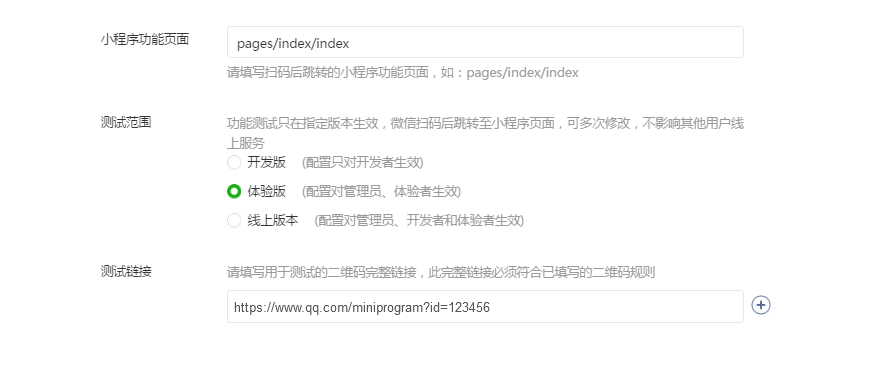 小程序功能页面
pages/index/index
请填写扫码后跳转的小程序功能页面，如：pages/index/index
测试范围
功能测试只在指定版本生效，微信扫码后跳转至小程序页面，可多次修改，不影响其他用户线
上服务
开发版 (配置只对开发者生效)
体验版 (配置对管理员、体验者生效)
线上版本 (配置对管理员、开发者和体验者生效)
测试链接
请填写用于测试的二维码完整链接，此完整链接必须符合已填写的二维码规则
https://www.qq.com/miniprogram?id=123456